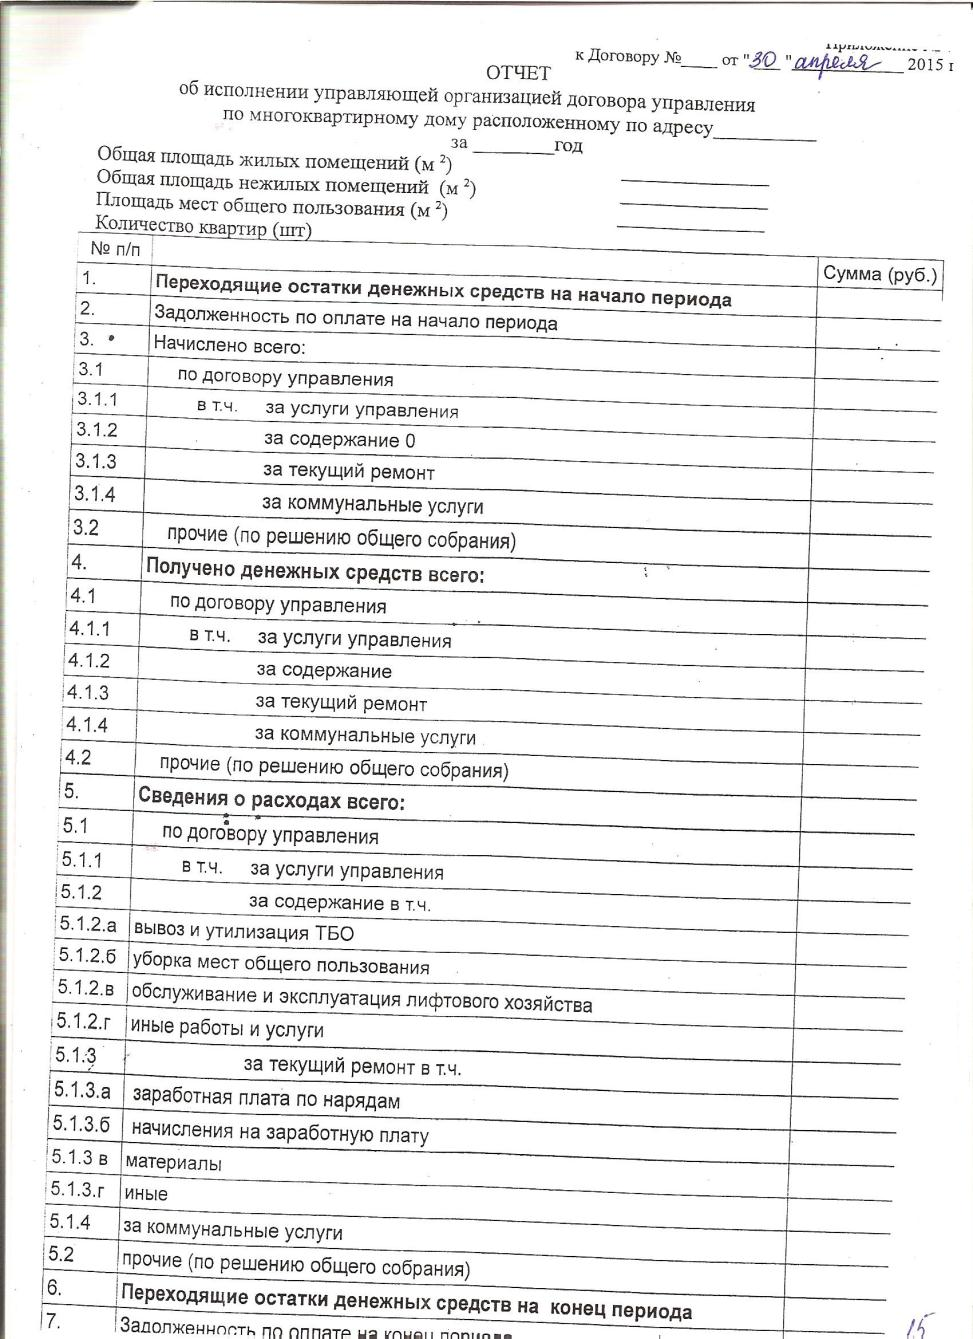 Приложение
к Договору №____ от "30" апреля 2015 г
ОТЧЕТ
об исполнении управляющей организацией договора управления
по многоквартирному дому расположенному по адресу__________
за ________год
Общая площадь жилых помещений (м ²)
Общая площадь нежилых помещений (м ²)
Площадь мест общего пользования (м ²)
Количество квартир (шт)
№ п/п Сумма (руб.)
1. Переходящие остатки денежных средств на начало периода
2. Задолженность по оплате на начало периода
3. Начислено всего:
3.1 по договору управления
3.1.1 в т.ч. за услуги управления
3.1.2 за содержание 0
3.1.3 за текущий ремонт
3.1.4 за коммунальные услуги
3.2 прочие (по решению общего собрания)
4. Получено денежных средств всего:
4.1 по договору управления
4.1.1 в т.ч. за услуги управления
4.1.2 за содержание
4.1.3 за текущий ремонт
4.1.4 за коммунальные услуги
4.2 прочие (по решению общего собрания)
5. Сведения о расходах всего:
5.1 по договору управления
5.1.1 в т.ч. за услуги управления
5.1.2 за содержание в т.ч.
5.1.2.а вывоз и утилизация ТБО
5.1.2.б уборка мест общего пользования
5.1.2.в обслуживание и эксплуатация лифтового хозяйства
5.1.2.г иные работы и услуги
5.1.3 за текущий ремонт в т.ч.
5.1.3.а заработная плата по нарядам
5.1.3.б начисления на заработную плату
5.1.3 в материалы
5.1.3.г иные
5.1.4 за коммунальные услуги
5.2 прочие (по решению общего собрания)
6. Переходящие остатки денежных средств на конец периода
7. Задолженность по оплате на конец периода
15